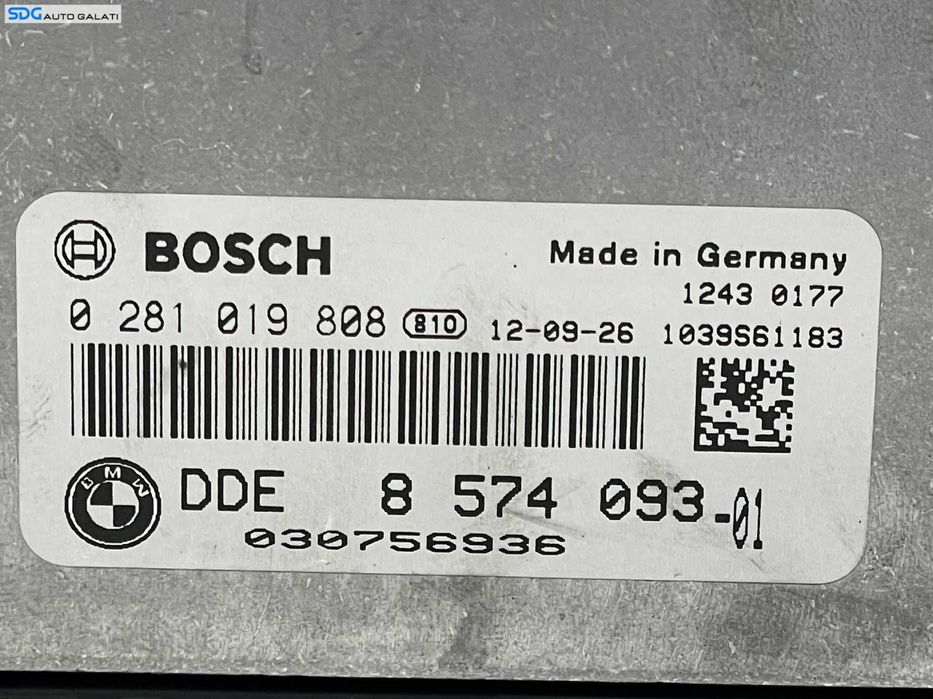 SDG AUTO GALATI
BOSCH
Made in Germany
1243 0177
0 281 019 808 810 12-09-26 1039S61183
BMW
DDE 8 574 093-01
030756936